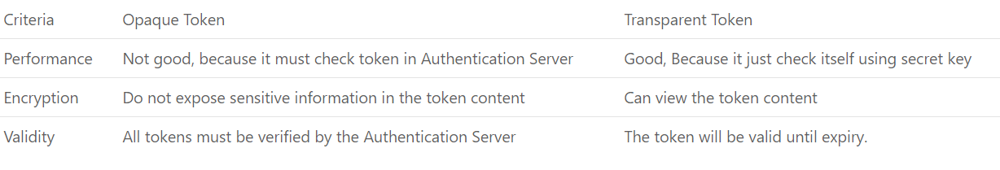 Criteria Opaque Token Transparent Token
Performance Not good, because it must check token in Authentication Server Good, Because it just check itself using secret key
Encryption Do not expose sensitive information in the token content Can view the token content
Validity All tokens must be verified by the Authentication Server The token will be valid until expiry.